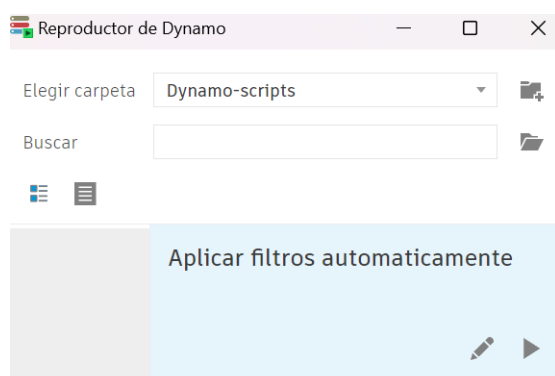 Reproductor de Dynamo
Elegir carpeta Dynamo-scripts
Buscar
Aplicar filtros automaticamente